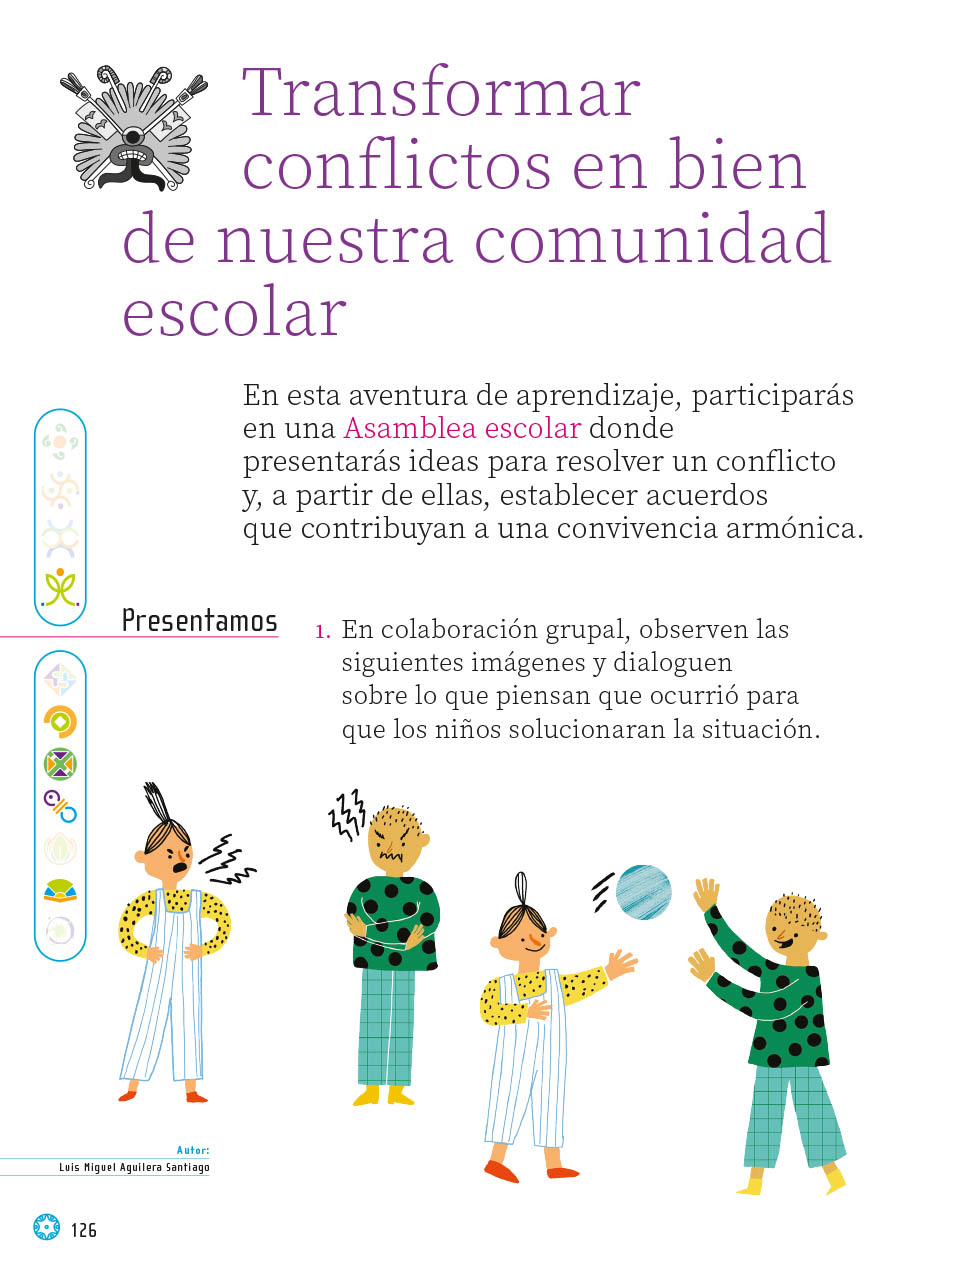 Transformar
conflictos en bien
de nuestra comunidad
escolar
En esta aventura de aprendizaje, participarás
en una Asamblea escolar donde
presentarás ideas para resolver un conflicto
y, a partir de ellas, establecer acuerdos
que contribuyan a una convivencia armónica.
Presentamos
1. En colaboración grupal, observen las
siguientes imágenes y dialoguen
sobre lo que piensan que ocurrió para
que los niños solucionaran la situación.
Autor:
Luis Miguel Aguilera Santiago
126